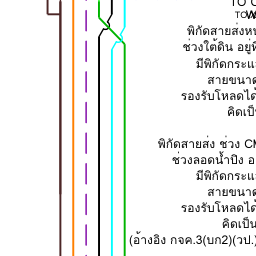 TO
พิกัดสายส่งห
ช่วงใต้ดิน อยู่ที่
มีพิกัดกระแ
สายขนาด
รองรับโหลดได้
คิดเป็
พิกัดสายส่ง ช่วง CM
ช่วงลอดน้ำปิง อ
มีพิกัดกระแ
สายขนาด
รองรับโหลดได้
คิดเป็
(อ้างอิง กจค.3(บก2)(วป.)